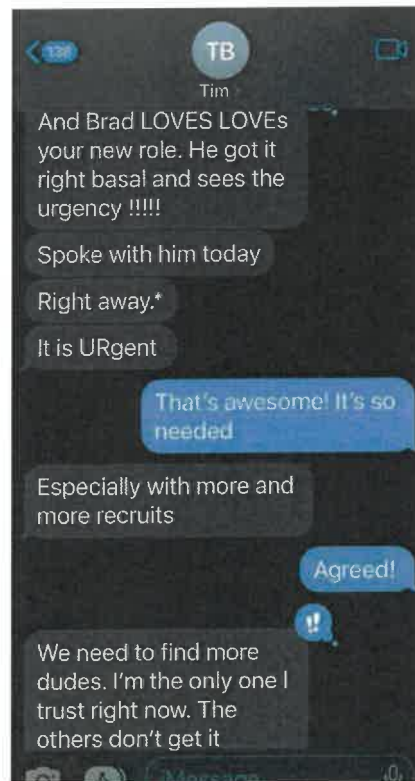 138
TB
Tim
And Brad LOVES LOVEs
your new role. He got it
right basal and sees the
urgency !!!!!
Spoke with him today
Right away.*
It is URgent
That's awesome! It's so
needed
Especially with more and
more recruits
Agreed!
!!
We need to find more
dudes. I'm the only one I
trust right now. The
others don't get it
iMessage